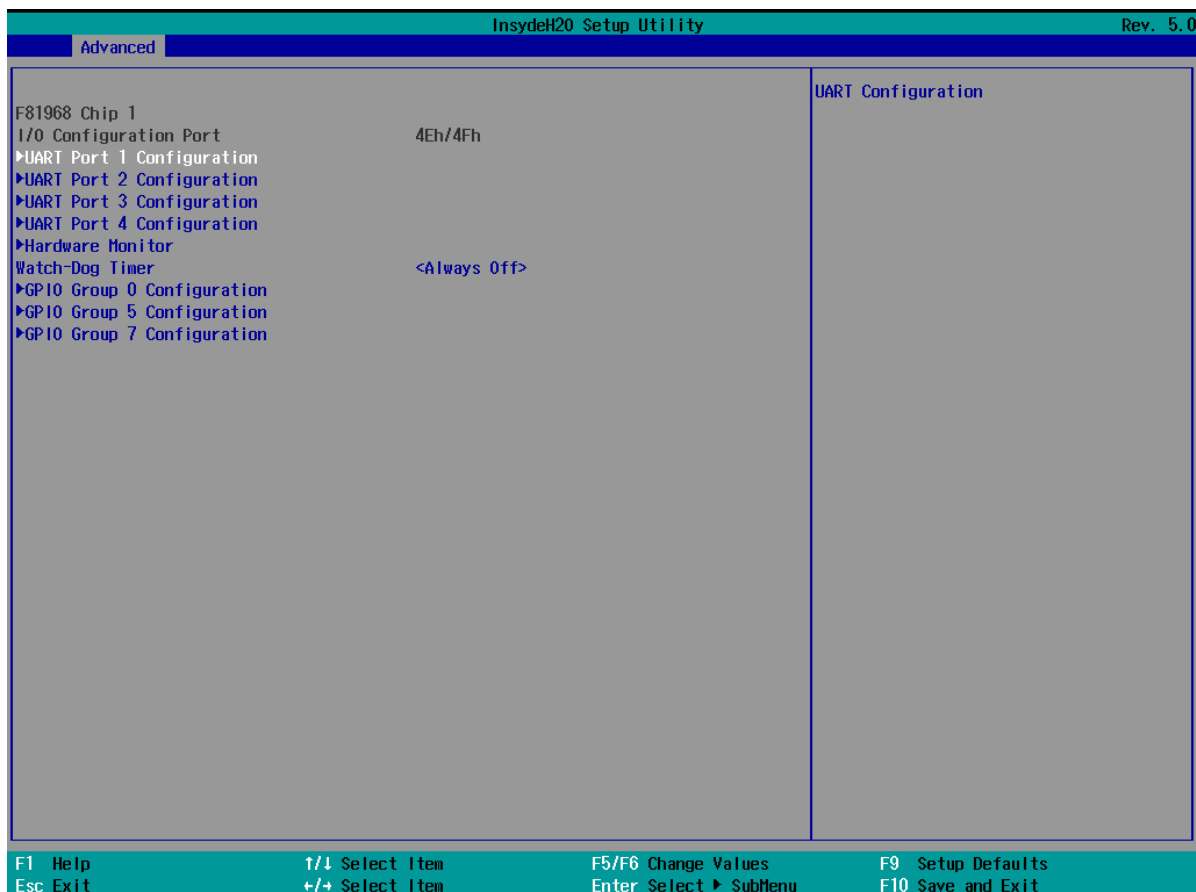 InsydeH20 Setup Utility Rev. 5.0
Advanced
UART Configuration
F81968 Chip 1
I/O Configuration Port 4Eh/4Fh
▶UART Port 1 Configuration
▶UART Port 2 Configuration
▶UART Port 3 Configuration
▶UART Port 4 Configuration
▶Hardware Monitor
Watch-Dog Timer <Always Off>
▶GPIO Group 0 Configuration
▶GPIO Group 5 Configuration
▶GPIO Group 7 Configuration
F1 Help ↑/↓ Select Item F5/F6 Change Values F9 Setup Defaults
Esc Exit ←/→ Select Item Enter Select ▶ SubMenu F10 Save and Exit